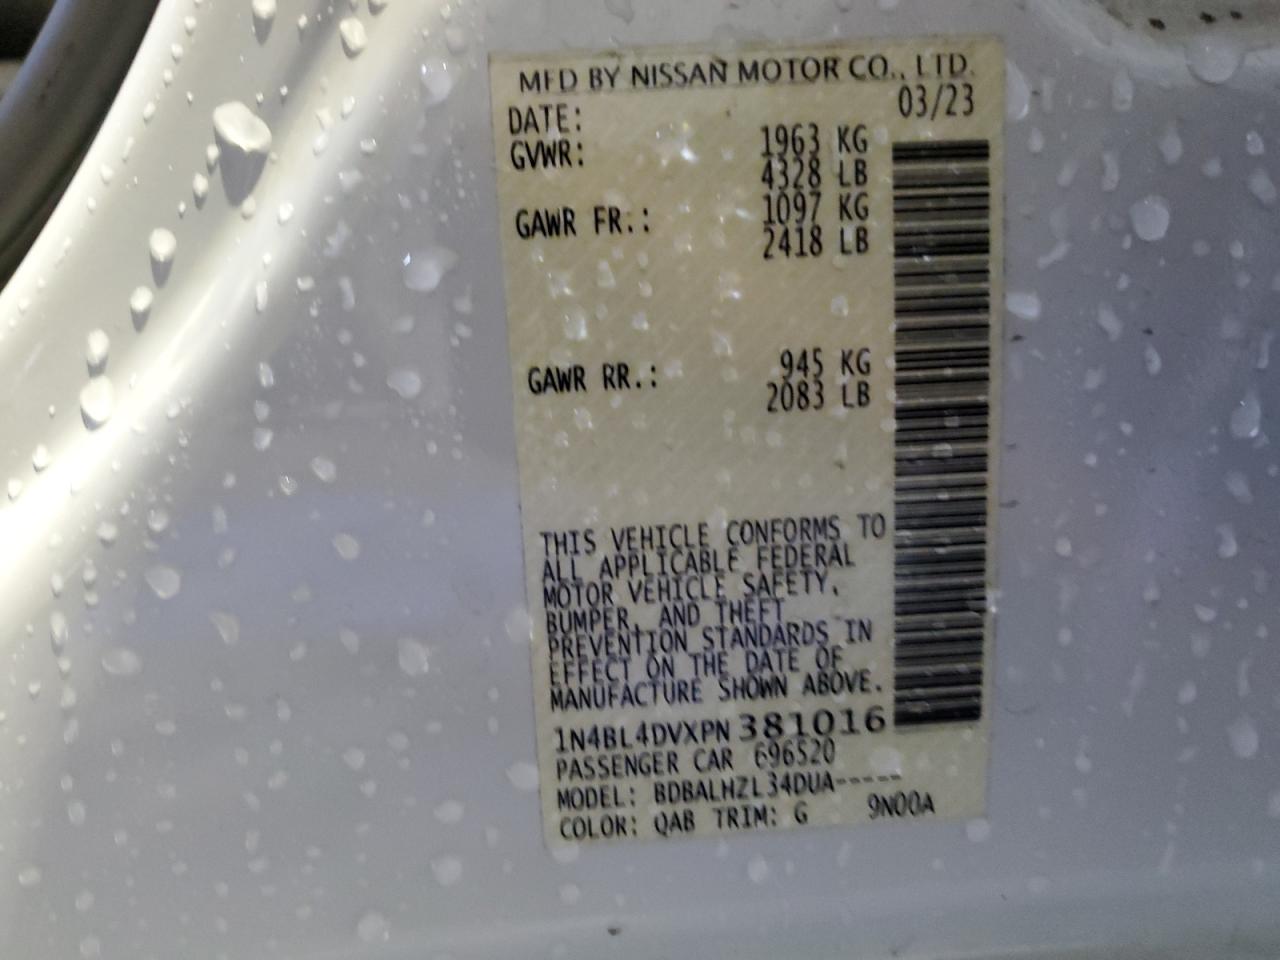 MFD BY NISSAN MOTOR CO., LTD.
DATE: 03/23
GVWR: 1963 KG
4328 LB
GAWR FR.: 1097 KG
2418 LB
GAWR RR.: 945 KG
2083 LB
THIS VEHICLE CONFORMS TO
ALL APPLICABLE FEDERAL
MOTOR VEHICLE SAFETY,
BUMPER, AND THEFT
PREVENTION STANDARDS IN
EFFECT ON THE DATE OF
MANUFACTURE SHOWN ABOVE.
1N4BL4DVXPN381016
PASSENGER CAR 696520
MODEL: BDBALHZL34DUA-----
COLOR: QAB TRIM: G 9N00A